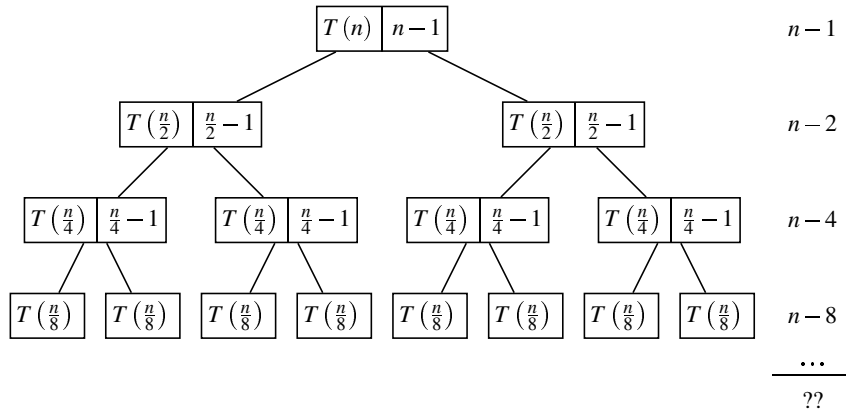 T(n) n − 1 n − 1
T(n/2) n/2 − 1 T(n/2) n/2 − 1 n − 2
T(n/4) n/4 − 1 T(n/4) n/4 − 1 T(n/4) n/4 − 1 T(n/4) n/4 − 1 n − 4
T(n/8) T(n/8) T(n/8) T(n/8) T(n/8) T(n/8) T(n/8) T(n/8) n − 8
...
??